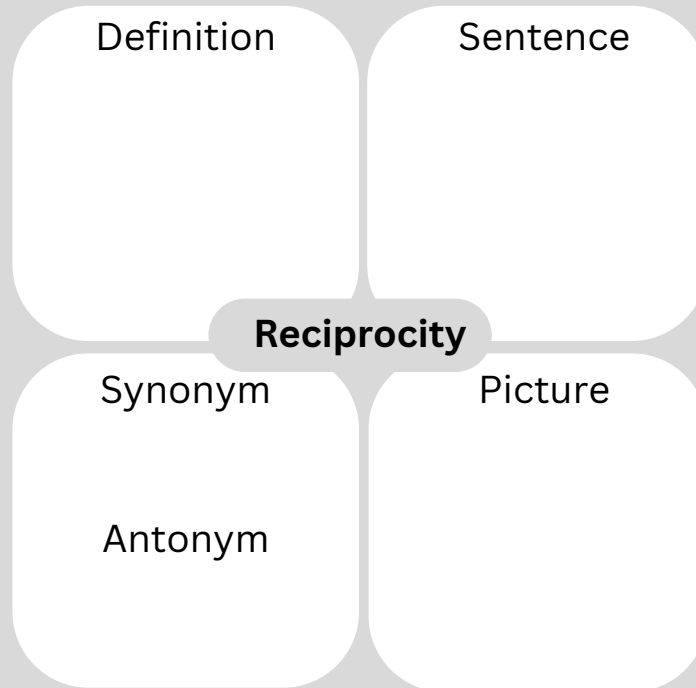 Definition
Sentence
Reciprocity
Synonym
Picture
Antonym